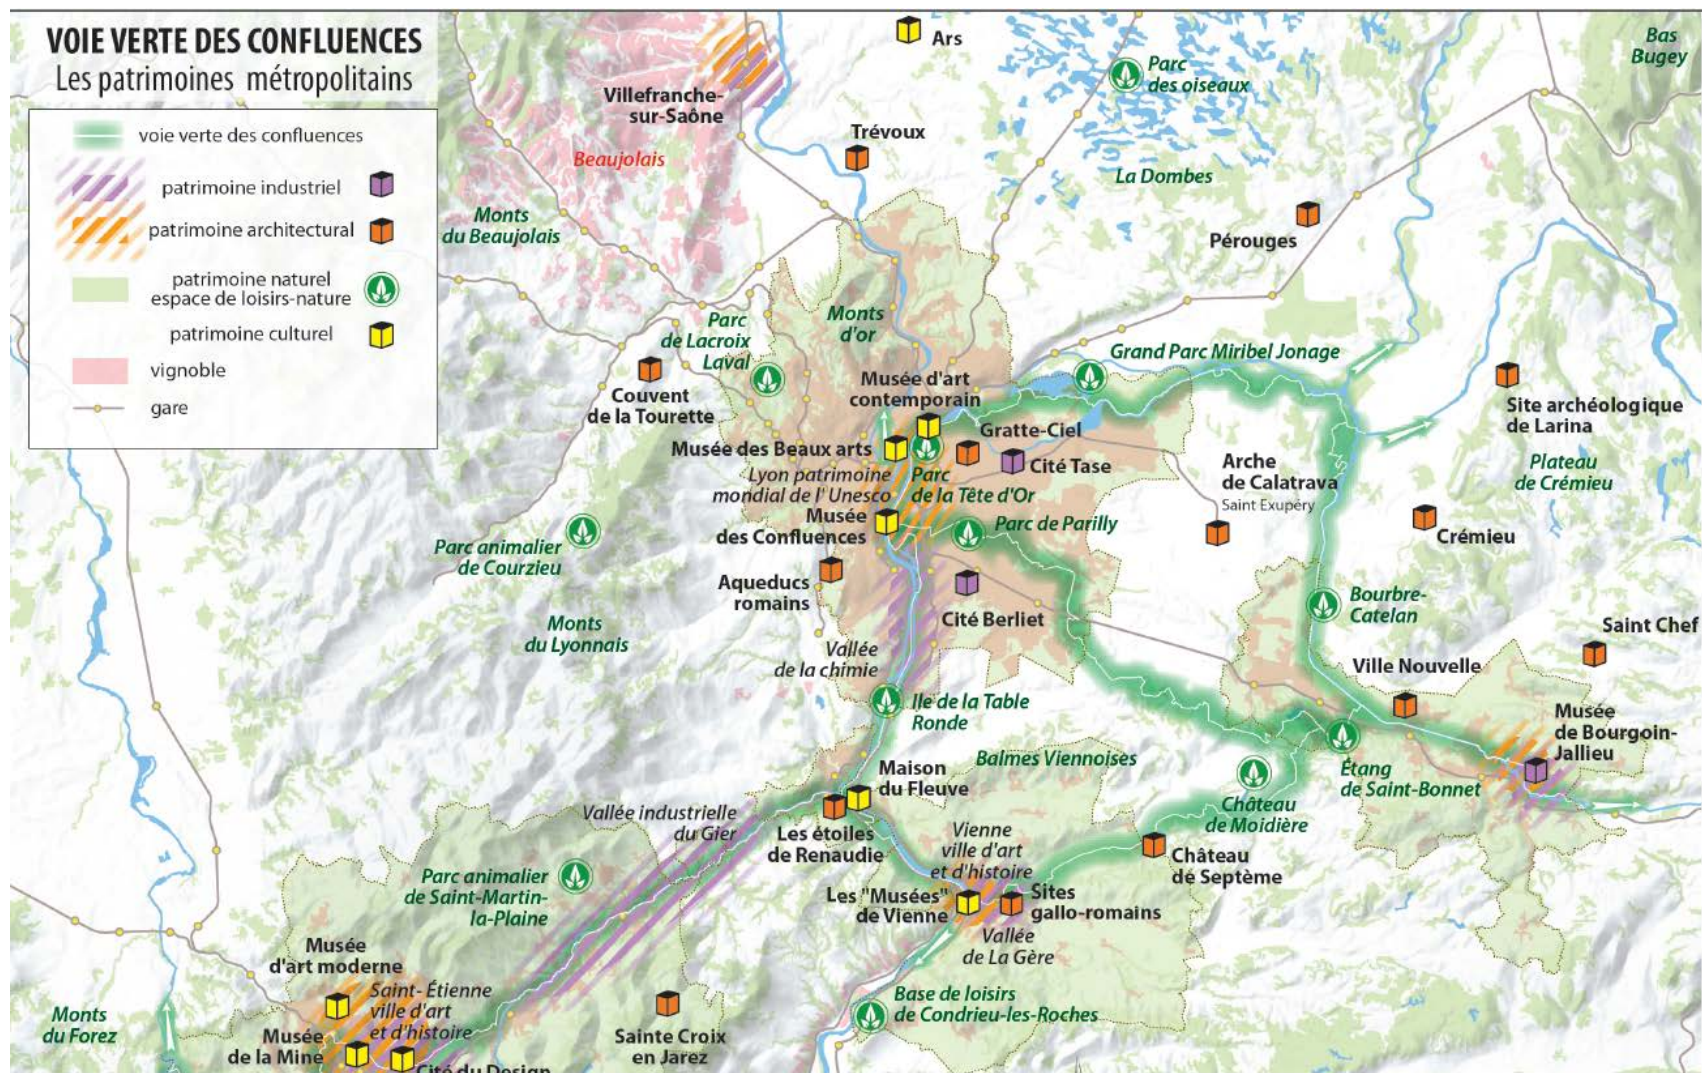 VOIE VERTE DES CONFLUENCES
Les patrimoines métropolitains
voie verte des confluences
patrimoine industriel
patrimoine architectural
patrimoine naturel
espace de loisirs-nature
patrimoine culturel
vignoble
gare
Ars
Bas
Bugey
Parc
des oiseaux
Villefranche-
sur-Saône
Trévoux
Beaujolais
La Dombes
Monts
du Beaujolais
Pérouges
Monts
d'or
Parc
de Lacroix
Laval
Grand Parc Miribel Jonage
Couvent
de la Tourette
Musée d'art
contemporain
Site archéologique
de Larina
Gratte-Ciel
Musée des Beaux arts
Cité Tase
Arche
de Calatrava
Saint Exupéry
Plateau
de Crémieu
Lyon patrimoine
mondial de l'Unesco
Parc
de la Tête d'Or
Musée
des Confluences
Parc de Parilly
Crémieu
Parc animalier
de Courzieu
Aqueducs
romains
Cité Berliet
Bourbre-
Catelan
Monts
du Lyonnais
Saint Chef
Vallée
de la chimie
Ville Nouvelle
Ile de la Table
Ronde
Musée
de Bourgoin-
Jallieu
Balmes Viennoises
Maison
du Fleuve
Étang
de Saint-Bonnet
Vallée industrielle
du Gier
Château
de Moidière
Les étoiles
de Renaudie
Vienne
ville d'art
et d'histoire
Château
de Septème
Parc animalier
de Saint-Martin-
la-Plaine
Les "Musées"
de Vienne
Sites
gallo-romains
Vallée
de La Gère
Musée
d'art moderne
Saint- Étienne
ville d'art
et d'histoire
Base de loisirs
de Condrieu-les-Roches
Monts
du Forez
Musée
de la Mine
Sainte Croix
en Jarez
Cité du Design